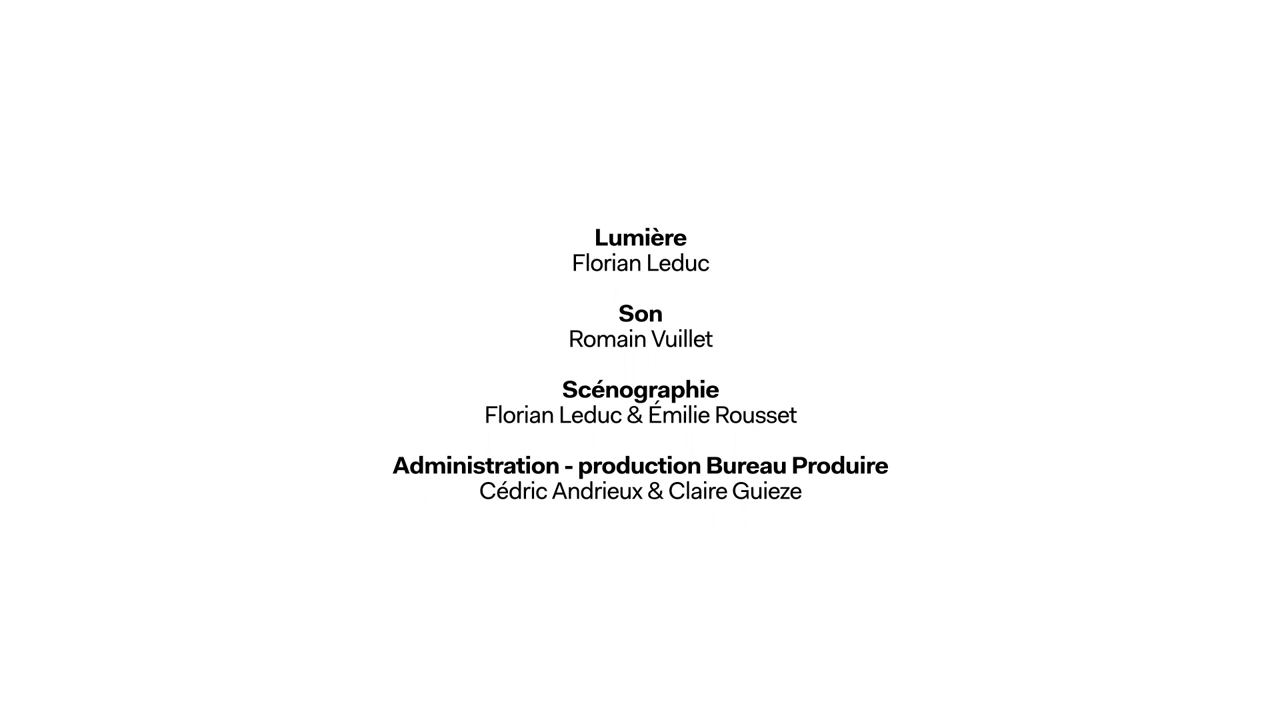 Lumière
Florian Leduc
Son
Romain Vuillet
Scénographie
Florian Leduc & Émilie Rousset
Administration - production Bureau Produire
Cédric Andrieux & Claire Guieze